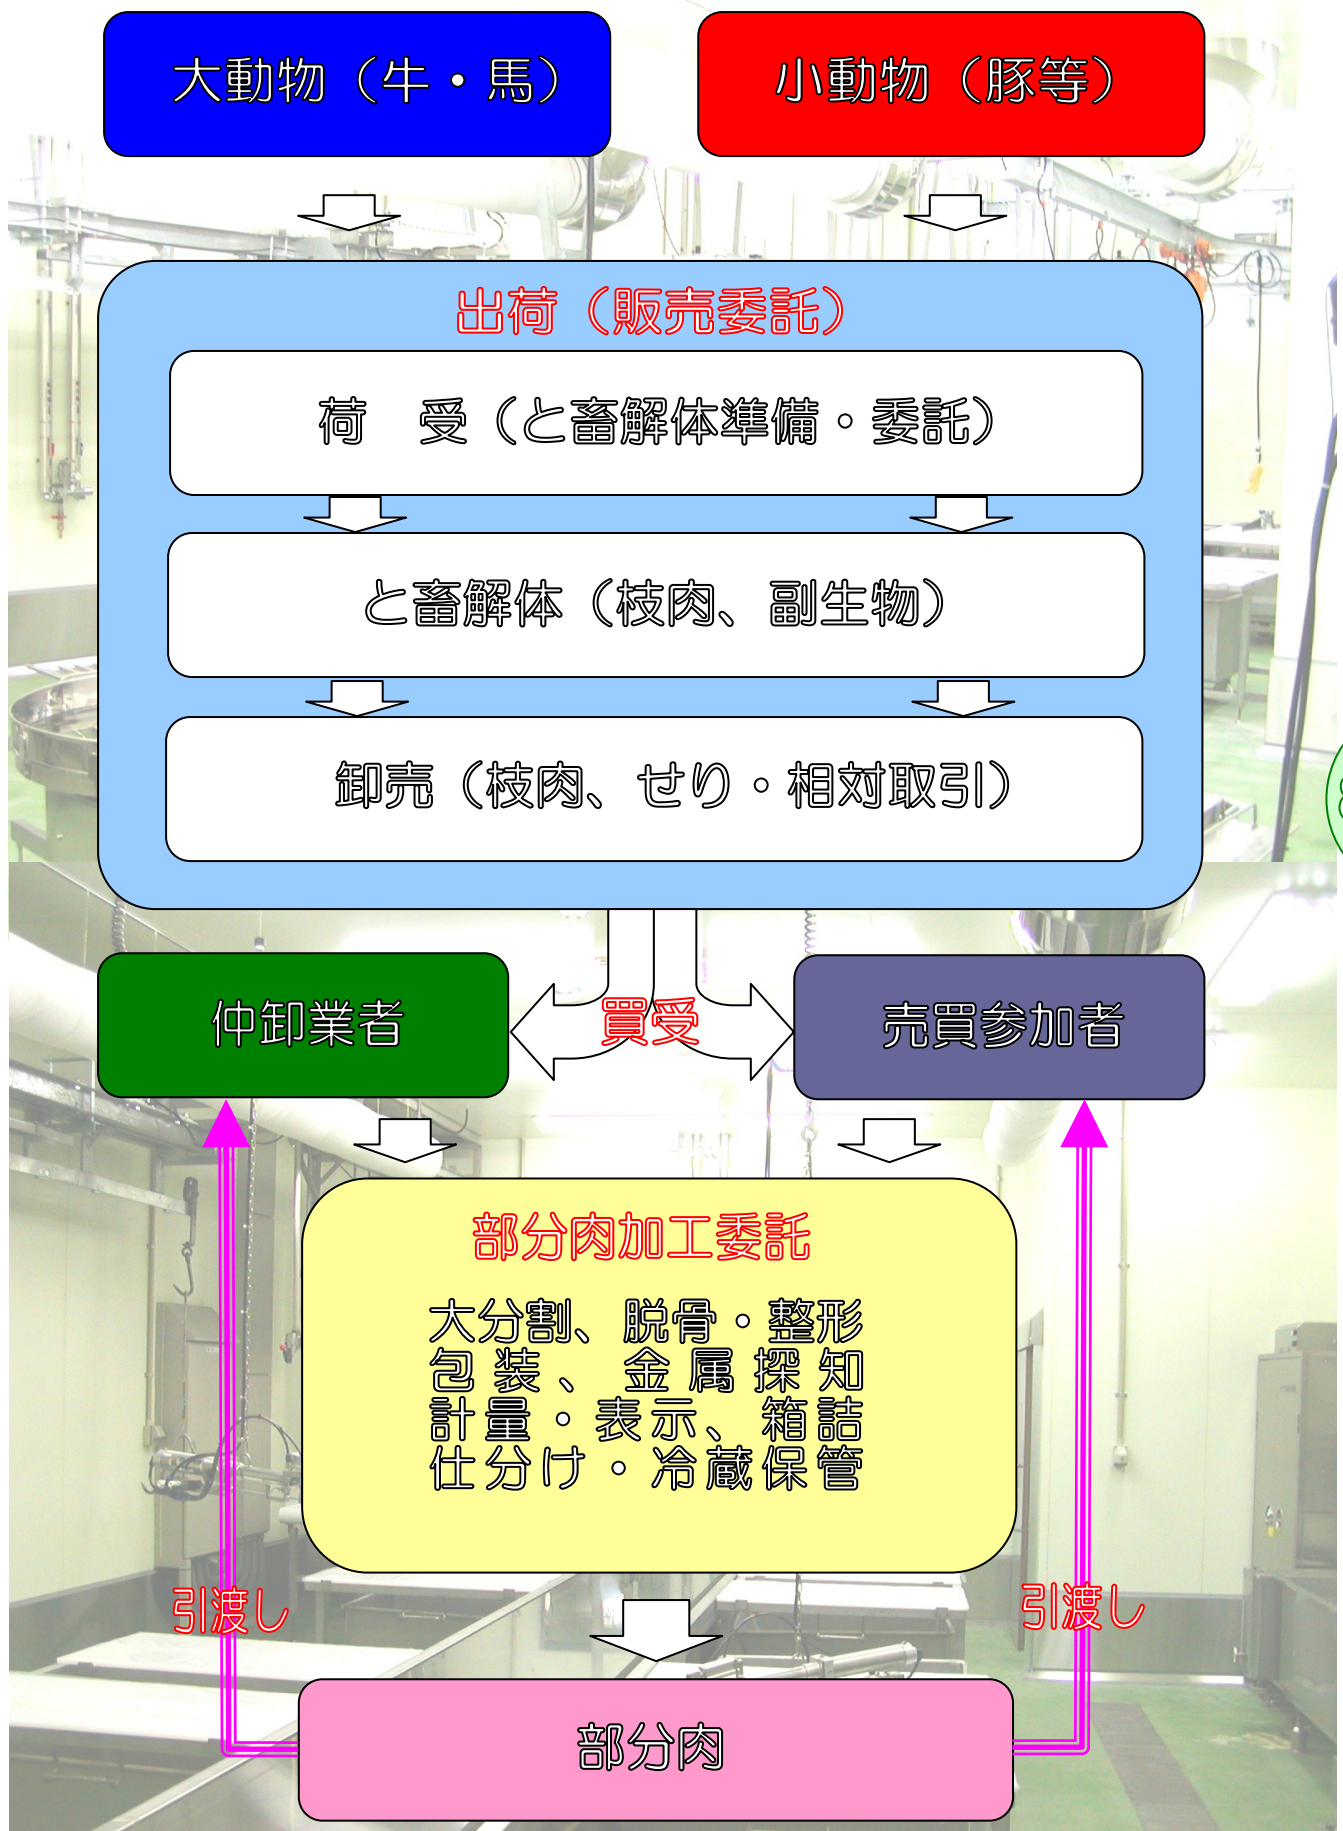 大動物（牛・馬）
小動物（豚等）
出荷（販売委託）
荷　受（と畜解体準備・委託）
と畜解体（枝肉、副生物）
卸売（枝肉、せり・相対取引）
仲卸業者
買受
売買参加者
部分肉加工委託
大分割、脱骨・整形
包装、金属探知
計量・表示、箱詰
仕分け・冷蔵保管
引渡し
引渡し
部分肉